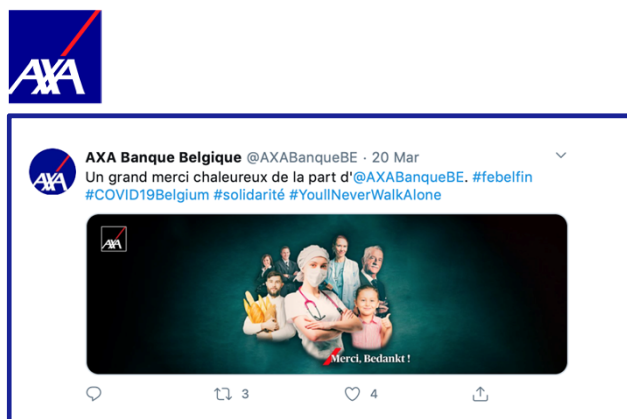 AXA
AXA Banque Belgique @AXABanqueBE · 20 Mar
AXA
Un grand merci chaleureux de la part d'@AXABanqueBE. #febelfin
#COVID19Belgium #solidarité #YoullNeverWalkAlone
AXA
Merci, Bedankt !
3
4